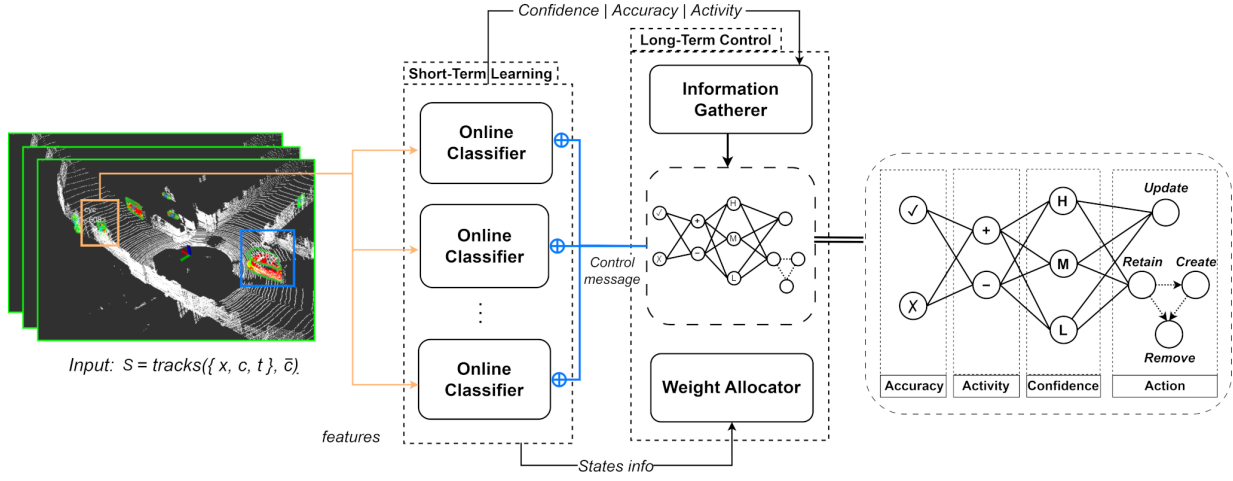 Confidence | Accuracy | Activity
Short-Term Learning
Long-Term Control
Online
Classifier
Online
Classifier
Online
Classifier
Information
Gatherer
H
M
L
Control
message
Weight Allocator
Input: S = tracks({ x, c, t }, c̄)
features
States info
✓
✗
+
−
H
M
L
Update
Retain
Create
Remove
Accuracy
Activity
Confidence
Action